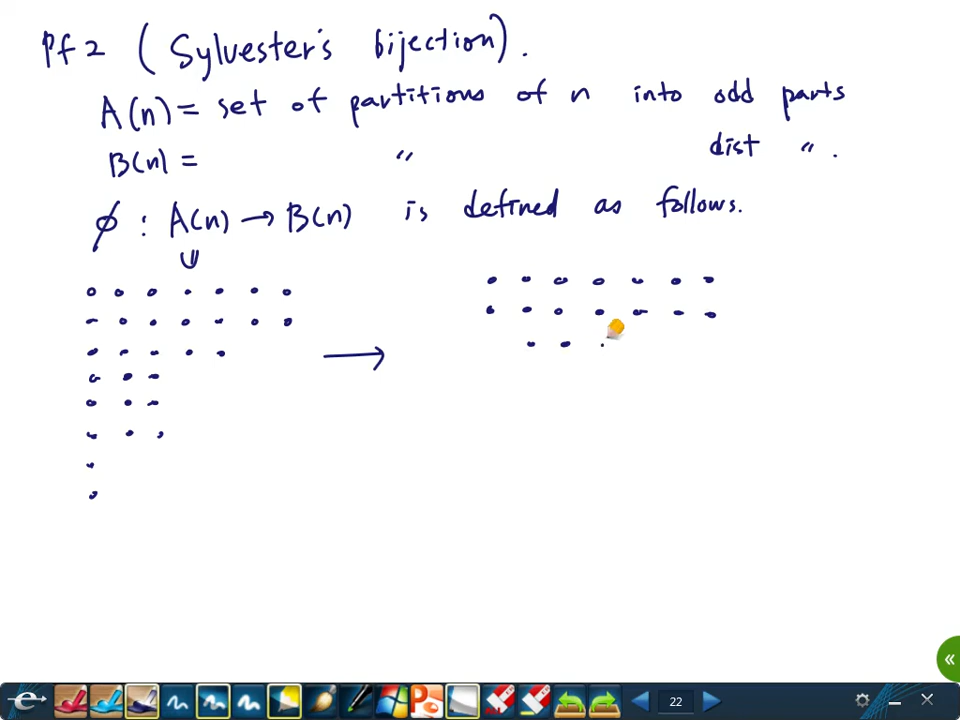 Pf 2 (Sylvester's bijection).
A(n) = set of partitions of n into odd parts
B(n) = " dist ".
φ : A(n) → B(n) is defined as follows.
22